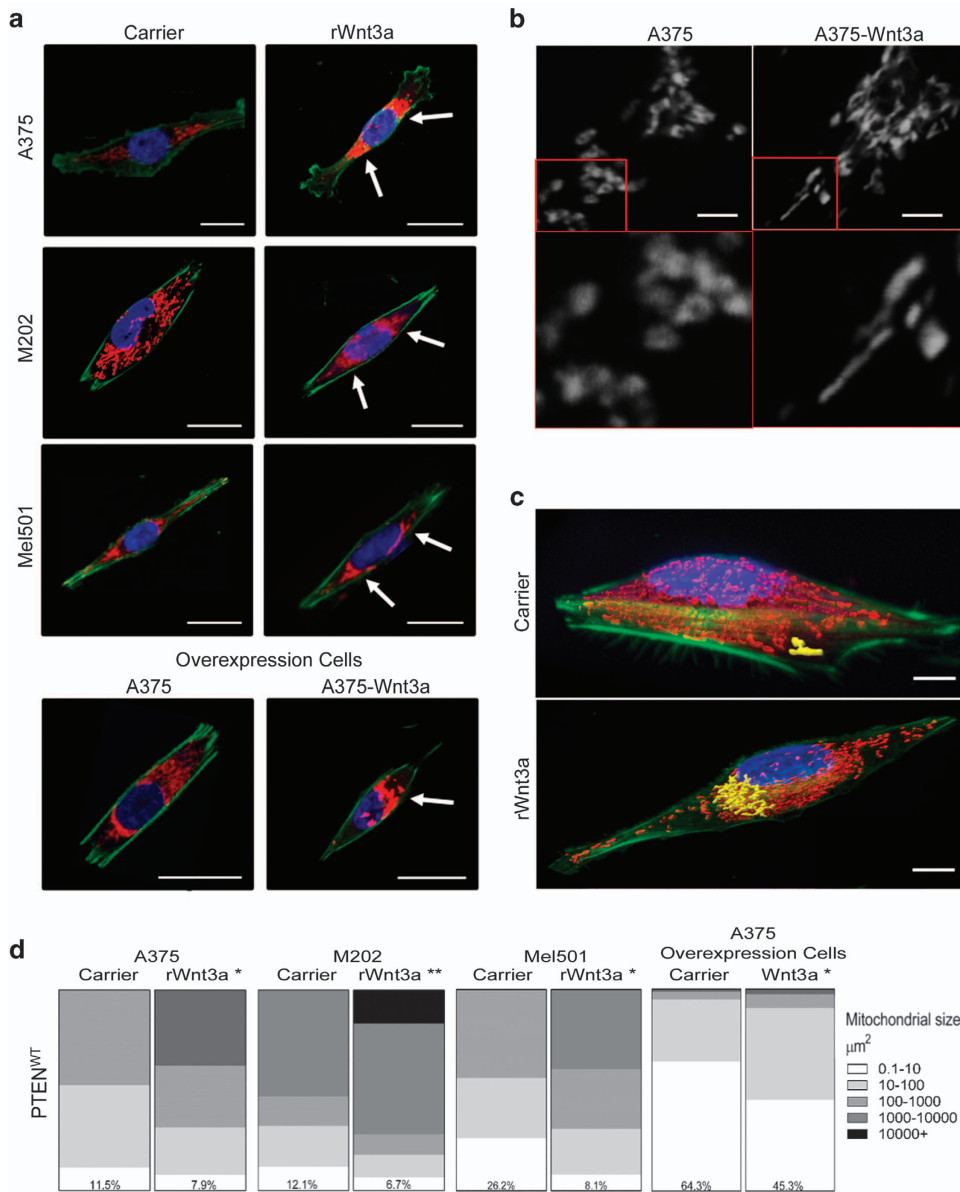 a
Carrier
rWnt3a
A375
M202
Mel501
Overexpression Cells
A375
A375-Wnt3a
b
A375
A375-Wnt3a
c
Carrier
rWnt3a
d
A375
Carrier
rWnt3a *
M202
Carrier
rWnt3a **
Mel501
Carrier
rWnt3a *
A375
Overexpression Cells
Carrier
Wnt3a *
PTENᵂᵀ
11.5%
7.9%
12.1%
6.7%
26.2%
8.1%
64.3%
45.3%
Mitochondrial size
µm²
0.1-10
10-100
100-1000
1000-10000
10000+